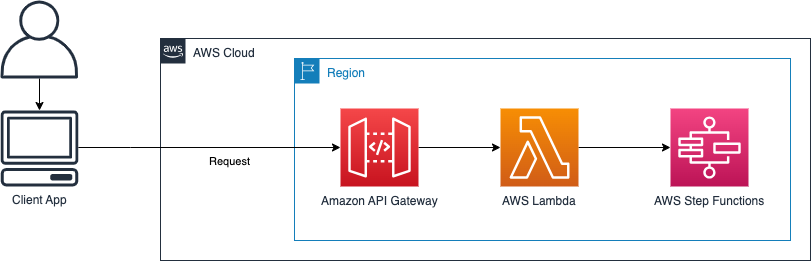 aws
AWS Cloud
Region
Request
Client App
Amazon API Gateway
AWS Lambda
AWS Step Functions